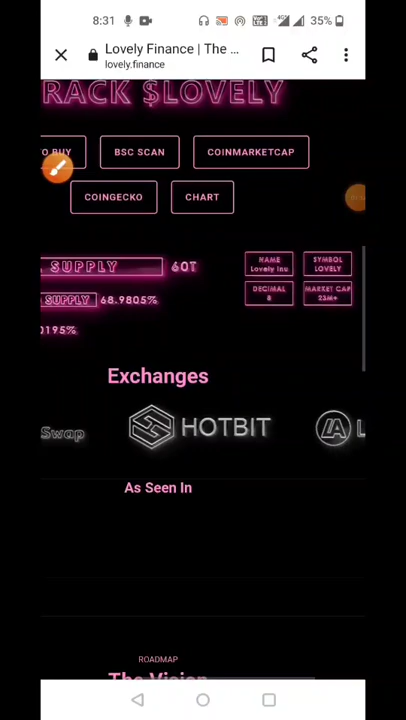 8:31
35%
Lovely Finance | The ...
lovely.finance
RACK $LOVELY
O BUY
BSC SCAN
COINMARKETCAP
COINGECKO
CHART
SUPPLY
60T
NAME
Lovely Inu
SYMBOL
LOVELY
SUPPLY
68.9805%
DECIMAL
8
MARKET CAP
23M+
0195%
Exchanges
Swap
HOTBIT
L
As Seen In
ROADMAP
The Vision